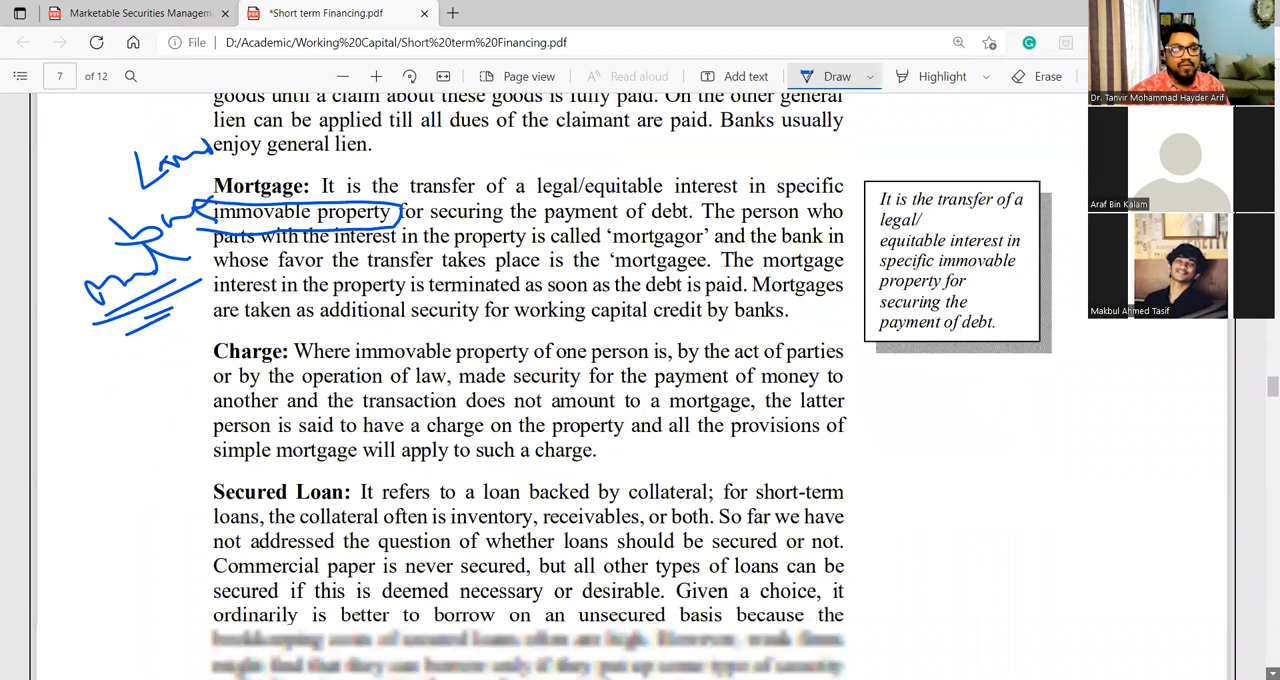 Marketable Securities Managem
*Short term Financing.pdf
File
D:/Academic/Working%20Capital/Short%20term%20Financing.pdf
7 of 12
Page view
Read aloud
Add text
Draw
Highlight
Erase
goods until a claim about these goods is fully paid. On the other general
lien can be applied till all dues of the claimant are paid. Banks usually
enjoy general lien.
Land
Mortgage: It is the transfer of a legal/equitable interest in specific
immovable property for securing the payment of debt. The person who
parts with the interest in the property is called ‘mortgagor’ and the bank in
whose favor the transfer takes place is the ‘mortgagee. The mortgage
interest in the property is terminated as soon as the debt is paid. Mortgages
are taken as additional security for working capital credit by banks.
It is the transfer of a
legal/
equitable interest in
specific immovable
property for
securing the
payment of debt.
Charge: Where immovable property of one person is, by the act of parties
or by the operation of law, made security for the payment of money to
another and the transaction does not amount to a mortgage, the latter
person is said to have a charge on the property and all the provisions of
simple mortgage will apply to such a charge.
Secured Loan: It refers to a loan backed by collateral; for short-term
loans, the collateral often is inventory, receivables, or both. So far we have
not addressed the question of whether loans should be secured or not.
Commercial paper is never secured, but all other types of loans can be
secured if this is deemed necessary or desirable. Given a choice, it
ordinarily is better to borrow on an unsecured basis because the
Dr. Tanvir Mohammad Hayder Arif
Araf Bin Kalam
Makbul Ahmed Tasif